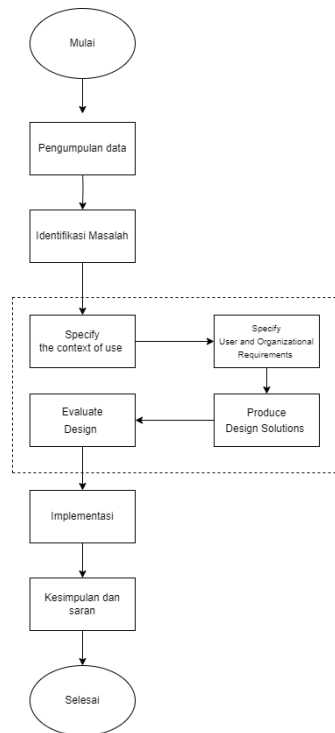 Mulai
Pengumpulan data
Identifikasi Masalah
Specify
the context of use
Specify
User and Organizational
Requirements
Evaluate
Design
Produce
Design Solutions
Implementasi
Kesimpulan dan
saran
Selesai